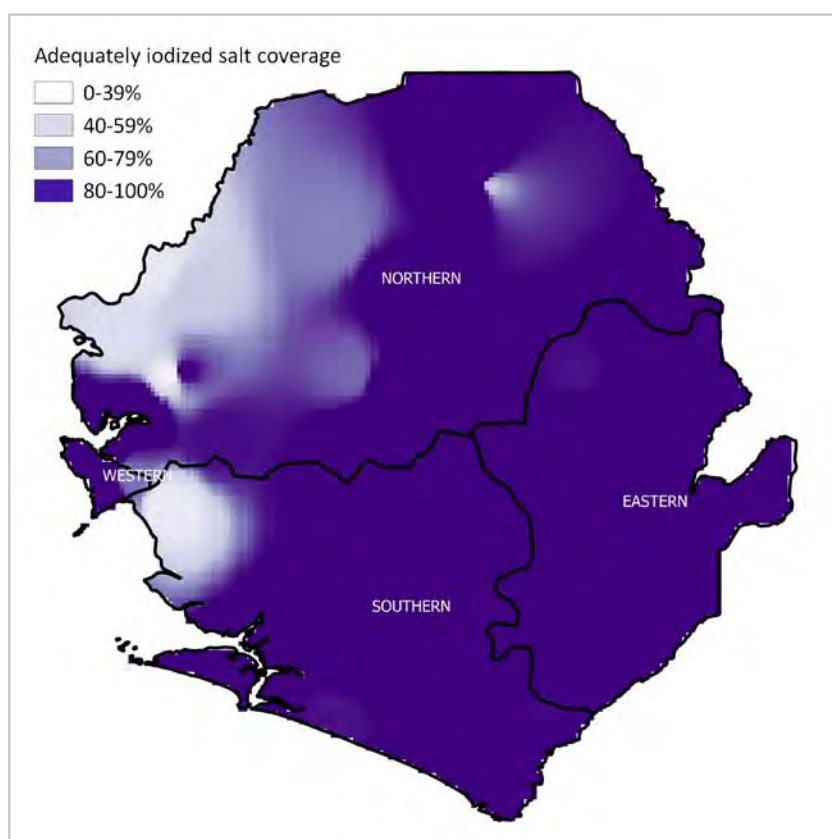 Adequately iodized salt coverage
0-39%
40-59%
60-79%
80-100%
NORTHERN
WESTERN
EASTERN
SOUTHERN